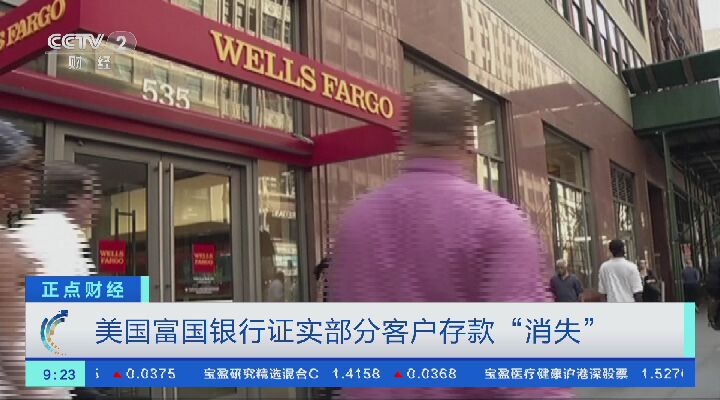 CCTV 2
财经
WELLS FARGO
FARGO
535
WELLS FARGO
WELLS FARGO
正点财经
美国富国银行证实部分客户存款“消失”
9:23 ▲0.0375 宝盈研究精选混合C 1.4158 ▲0.0368 宝盈医疗健康沪港深股票 1.527